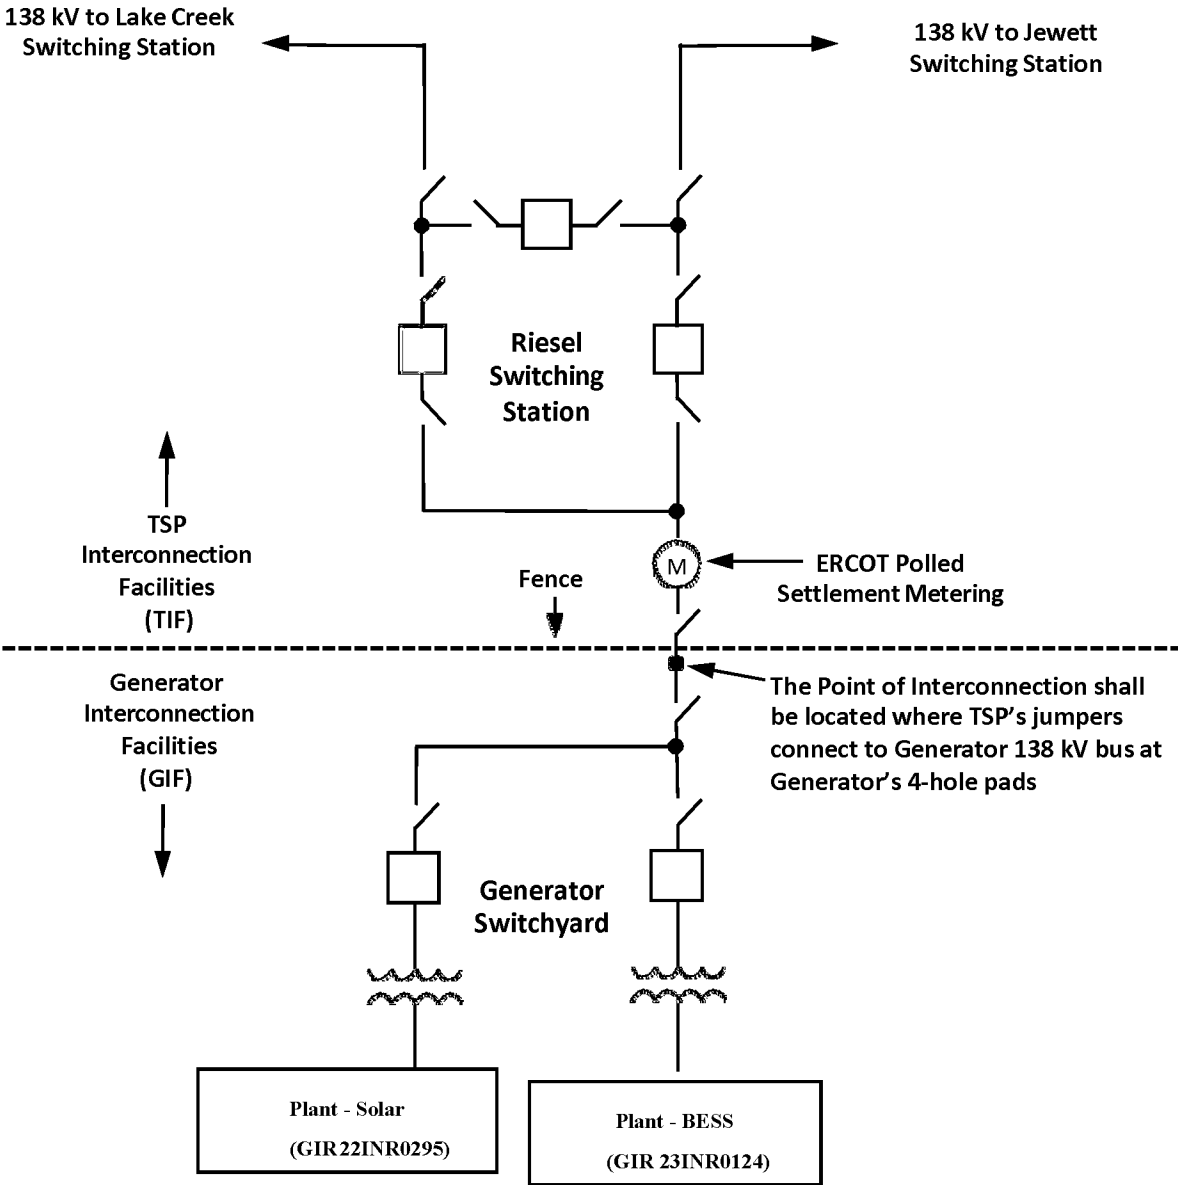 138 kV to Lake Creek
Switching Station
138 kV to Jewett
Switching Station
Riesel
Switching
Station
TSP
Interconnection
Facilities
(TIF)
Fence
M
ERCOT Polled
Settlement Metering
Generator
Interconnection
Facilities
(GIF)
The Point of Interconnection shall
be located where TSP's jumpers
connect to Generator 138 kV bus at
Generator's 4-hole pads
Generator
Switchyard
Plant - Solar
(GIR22INR0295)
Plant - BESS
(GIR 23INR0124)